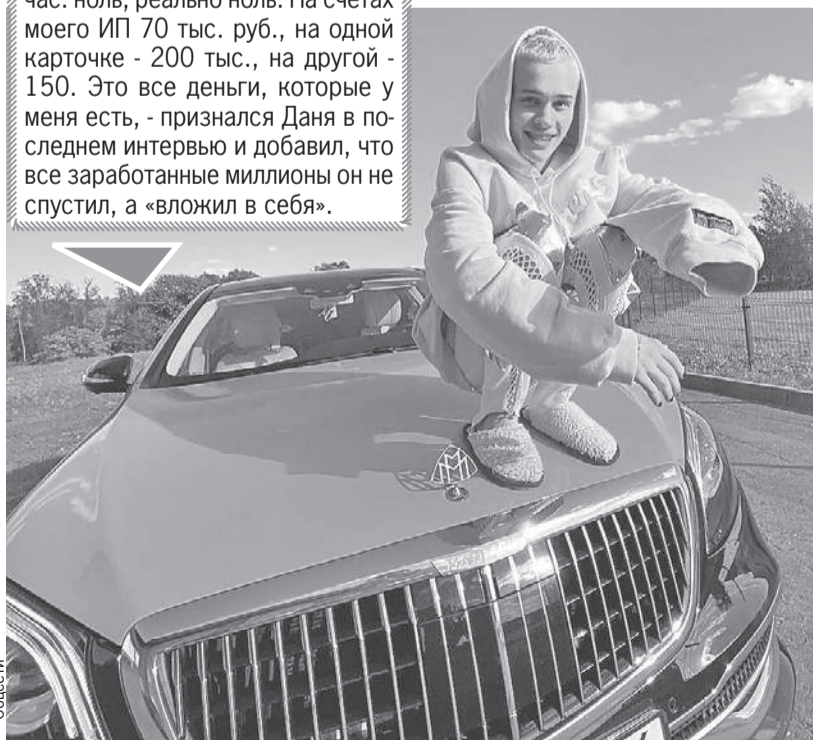 час: ноль, реально ноль. На счетах
моего ИП 70 тыс. руб., на одной
карточке - 200 тыс., на другой -
150. Это все деньги, которые у
меня есть, - признался Даня в по-
следнем интервью и добавил, что
все заработанные миллионы он не
спустил, а «вложил в себя».
Соцсети